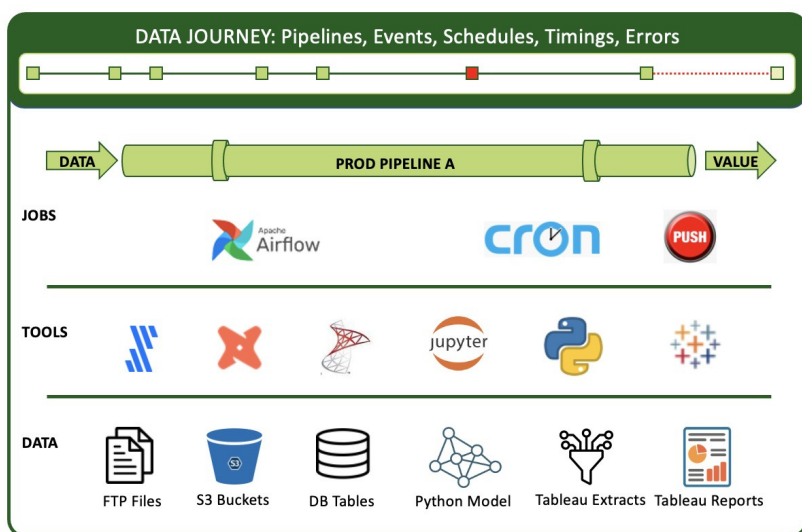 DATA JOURNEY: Pipelines, Events, Schedules, Timings, Errors
DATA
PROD PIPELINE A
VALUE
JOBS
Apache
Airflow
cron
PUSH
TOOLS
jupyter
DATA
S3
FTP Files
S3 Buckets
DB Tables
Python Model
Tableau Extracts
Tableau Reports